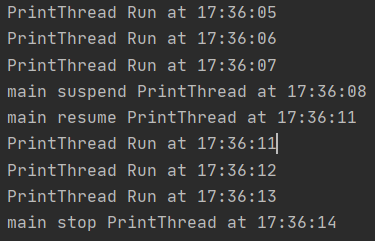 PrintThread Run at 17:36:05
PrintThread Run at 17:36:06
PrintThread Run at 17:36:07
main suspend PrintThread at 17:36:08
main resume PrintThread at 17:36:11
PrintThread Run at 17:36:11
PrintThread Run at 17:36:12
PrintThread Run at 17:36:13
main stop PrintThread at 17:36:14